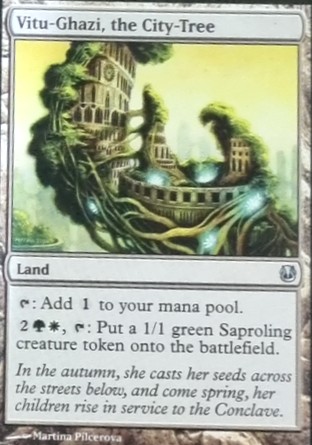 Vitu-Ghazi, the City-Tree
Land
: Add 1 to your mana pool.
2, : Put a 1/1 green Saproling
creature token onto the battlefield.
In the autumn, she casts her seeds across
the streets below, and come spring, her
children rise in service to the Conclave.
Martina Pilcerova